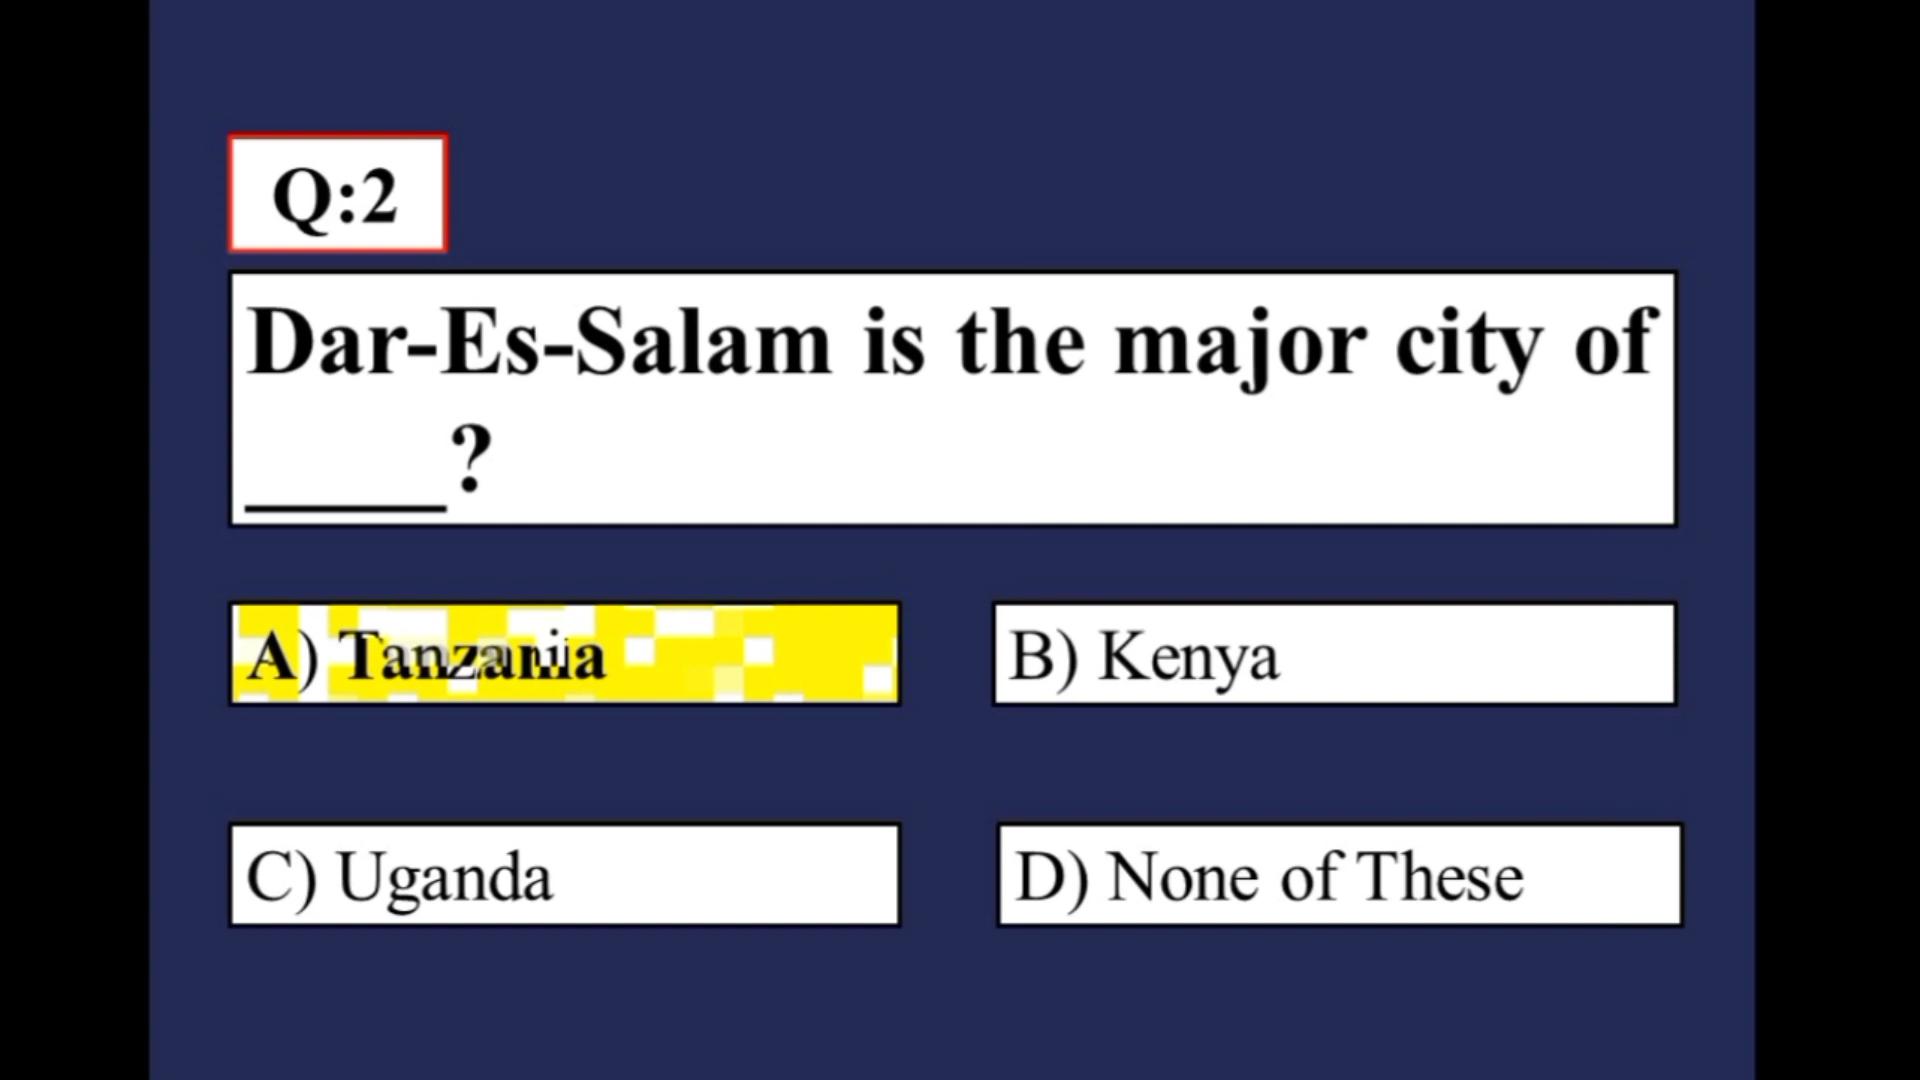 Q:2
Dar-Es-Salam is the major city of
____?
A) Tanzania
B) Kenya
C) Uganda
D) None of These